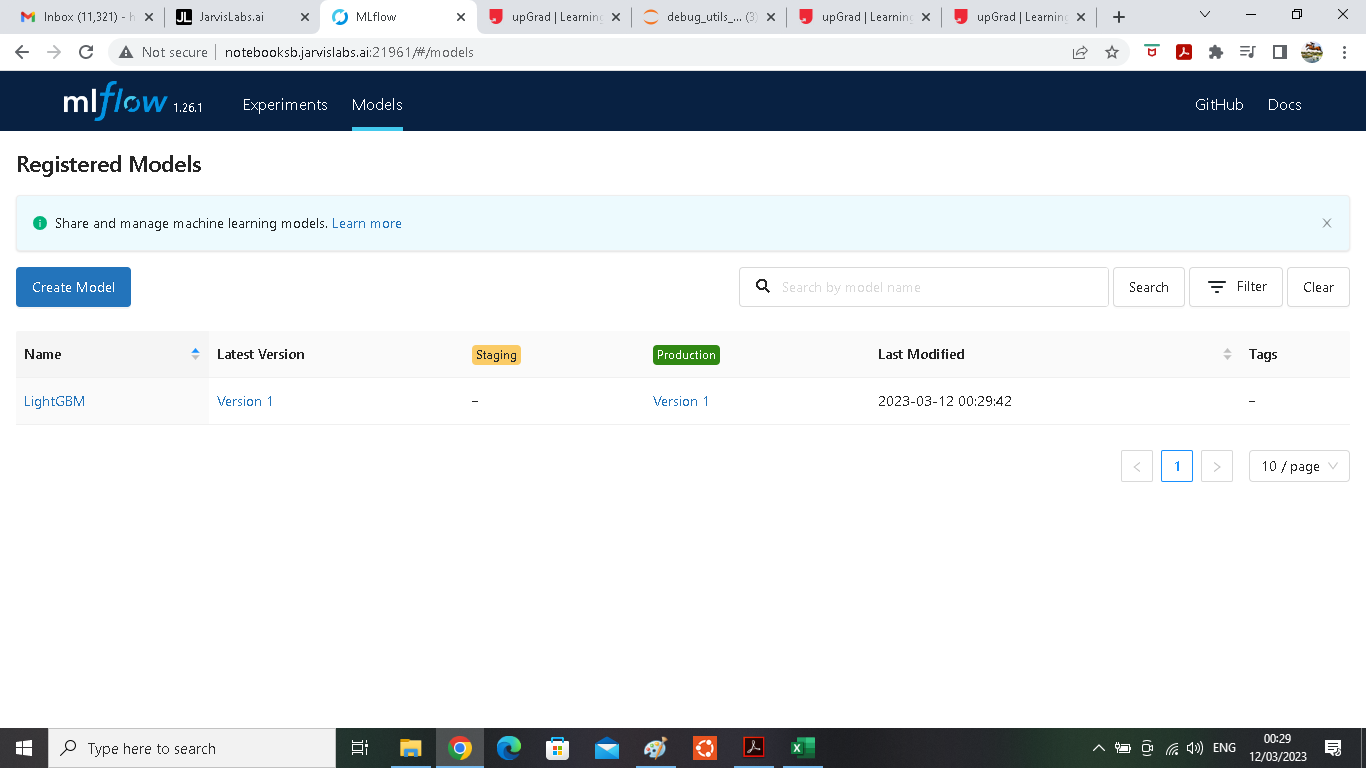 Inbox (11,321) - h
JarvisLabs.ai
MLflow
upGrad | Learning
debug_utils_... (3)
upGrad | Learning
upGrad | Learning
Not secure
notebooksb.jarvislabs.ai:21961/#/models
mlflow 1.26.1
Experiments
Models
GitHub
Docs
Registered Models
Share and manage machine learning models. Learn more
Create Model
Search by model name
Search
Filter
Clear
Name
Latest Version
Staging
Production
Last Modified
Tags
LightGBM
Version 1
–
Version 1
2023-03-12 00:29:42
–
< 1 >
10 / page
Type here to search
ENG
00:29
12/03/2023